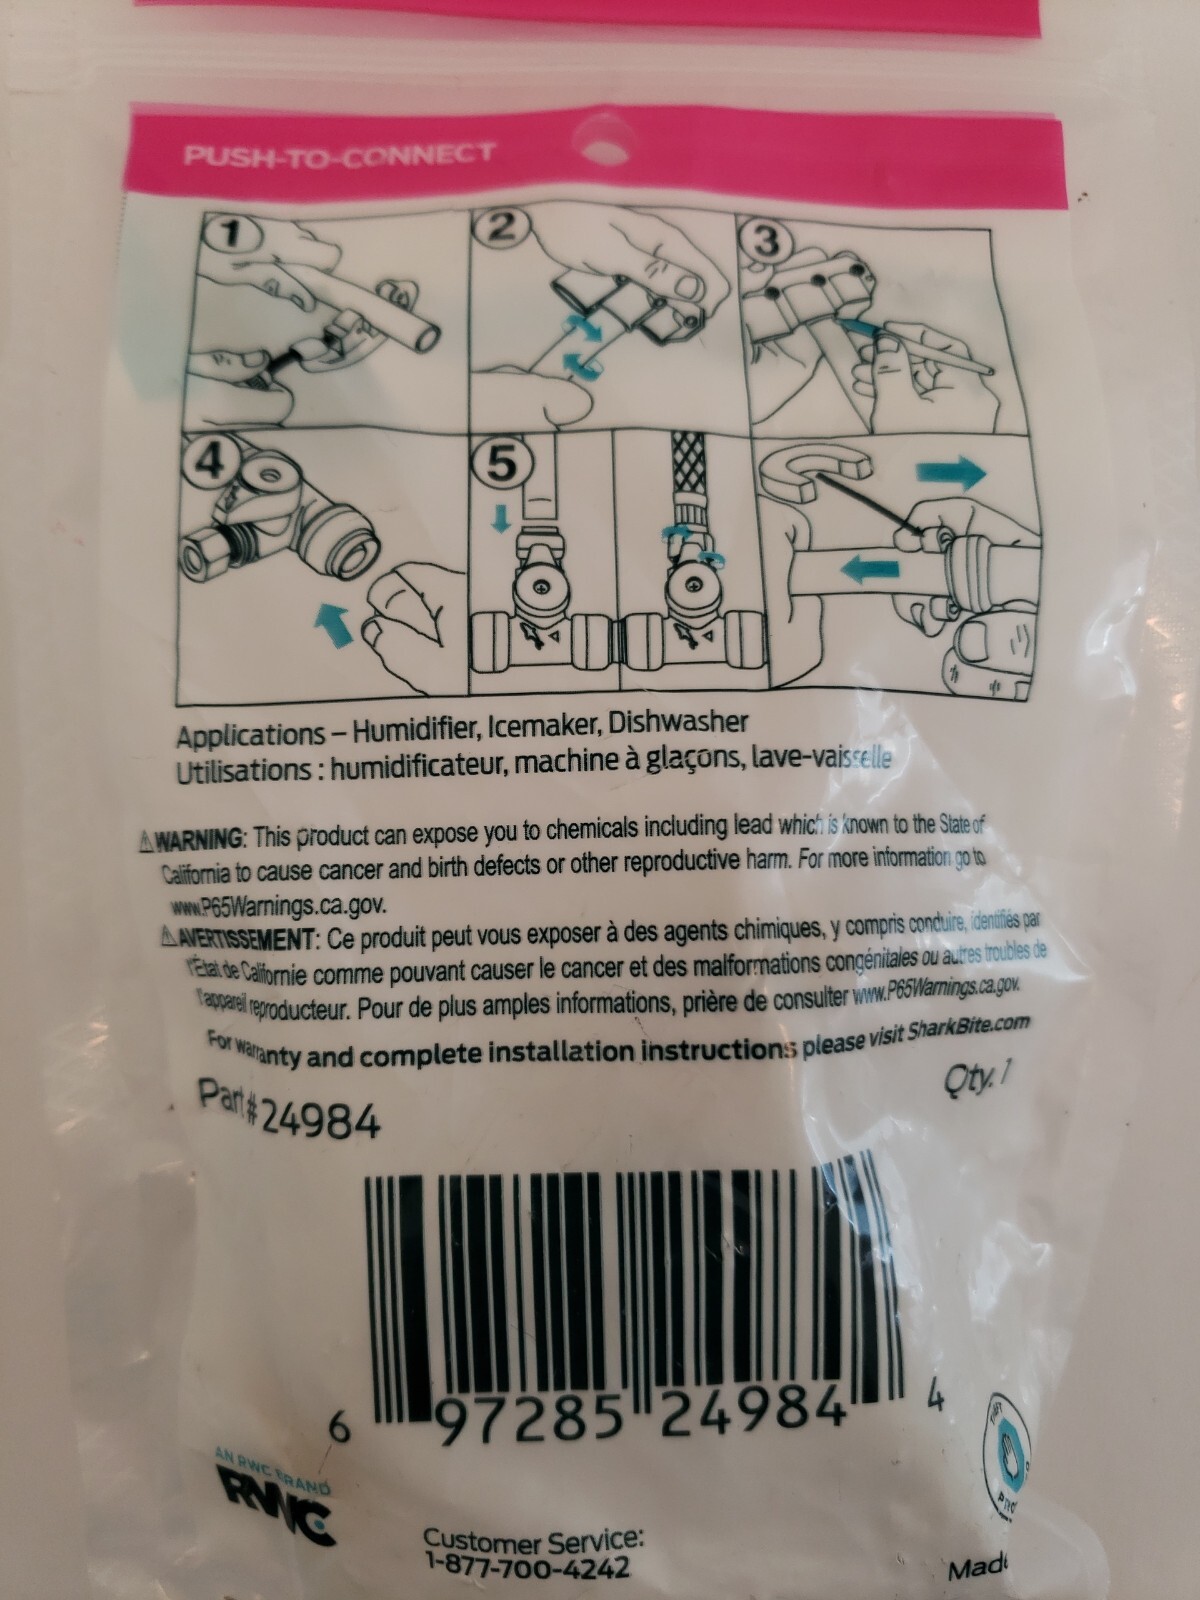 PUSH-TO-CONNECT
1
2
3
4
5
Applications – Humidifier, Icemaker, Dishwasher
Utilisations : humidificateur, machine à glaçons, lave-vaisselle
⚠WARNING: This product can expose you to chemicals including lead which is known to the State of
California to cause cancer and birth defects or other reproductive harm. For more information go to
www.P65Warnings.ca.gov.
⚠AVERTISSEMENT: Ce produit peut vous exposer à des agents chimiques, y compris conduire, identifiés par
l'État de Californie comme pouvant causer le cancer et des malformations congénitales ou autres troubles de
l'appareil reproducteur. Pour de plus amples informations, prière de consulter www.P65Warnings.ca.gov.
For warranty and complete installation instructions please visit SharkBite.com
Qty. 1
Part# 24984
6 97285 24984 4
AN RWC BRAND
RWC
Customer Service:
1-877-700-4242
Made